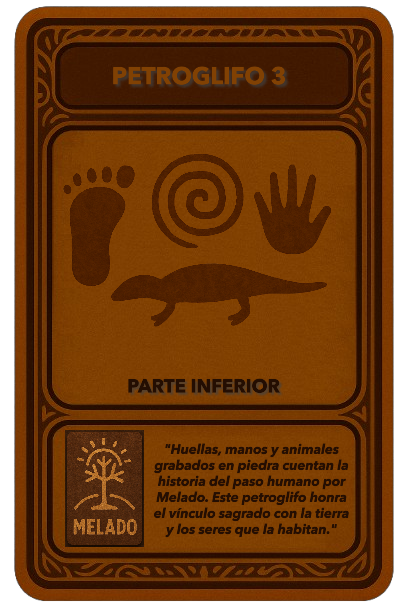 PETROGLIFO 3
PARTE INFERIOR
"Huellas, manos y animales
grabados en piedra cuentan la
historia del paso humano por
Melado. Este petroglifo honra
el vínculo sagrado con la tierra
y los seres que la habitan."
MELADO